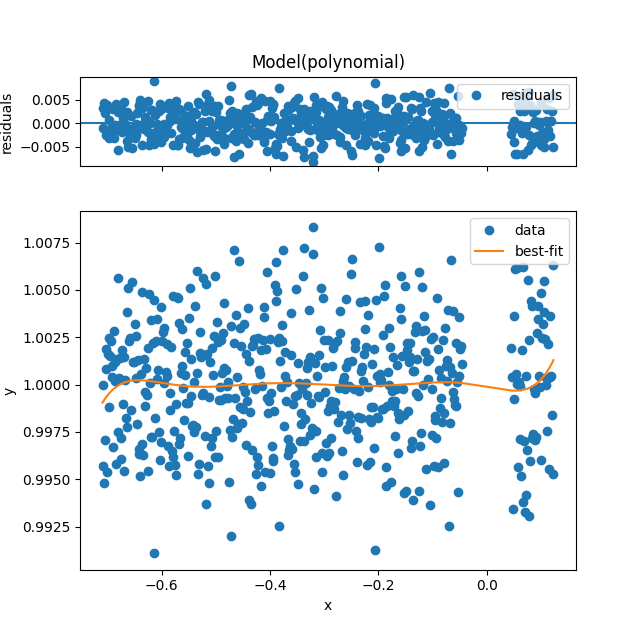 Model(polynomial)
residuals
0.005
0.000
−0.005
residuals
y
1.0075
1.0050
1.0025
1.0000
0.9975
0.9950
0.9925
data
best-fit
−0.6
−0.4
−0.2
0.0
x